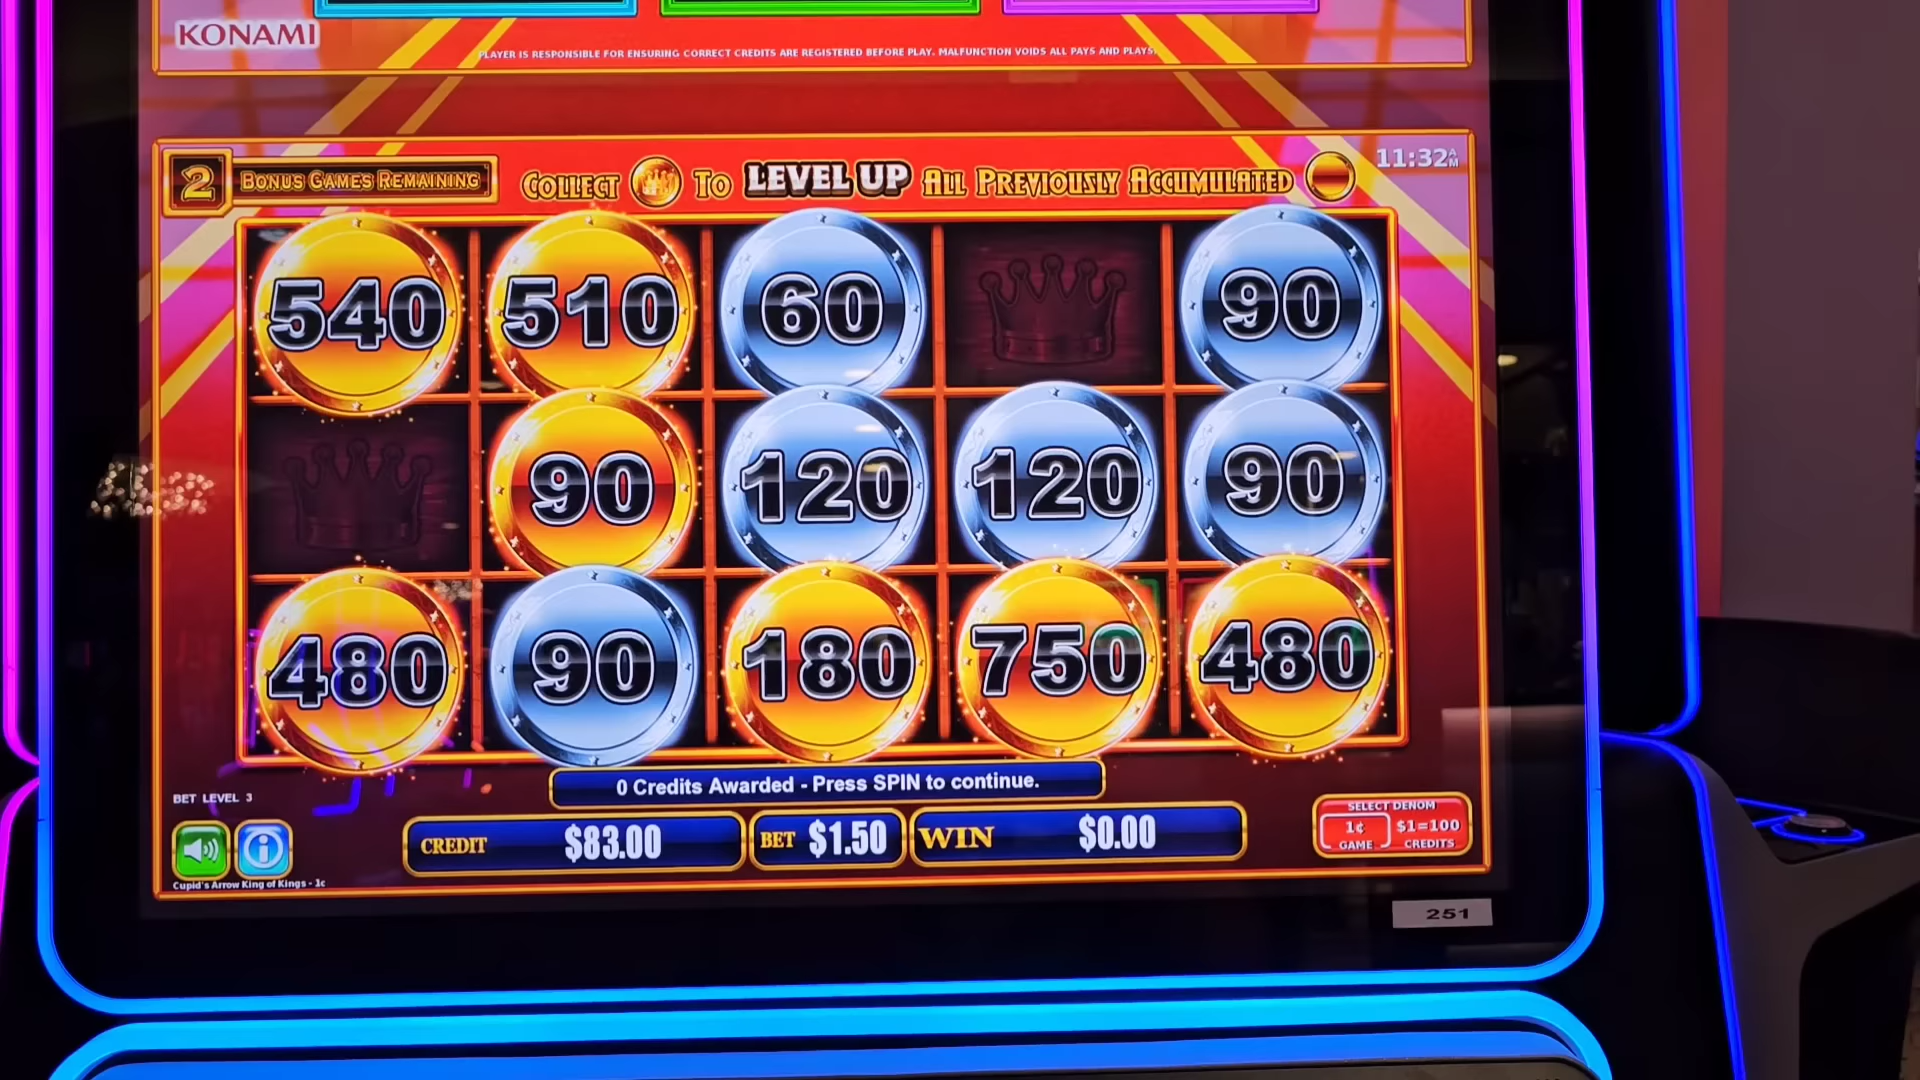 KONAMI
PLAYER IS RESPONSIBLE FOR ENSURING CORRECT CREDITS ARE REGISTERED BEFORE PLAY. MALFUNCTION VOIDS ALL PAYS AND PLAYS.
2 BONUS GAMES REMAINING
COLLECT TO LEVEL UP ALL PREVIOUSLY ACCUMULATED
11:32 AM
540 510 60 90
90 120 120 90
480 90 180 750 480
0 Credits Awarded - Press SPIN to continue.
BET LEVEL 3
CREDIT $83.00
BET $1.50
WIN $0.00
SELECT DENOM
1¢ $1=100
GAME CREDITS
Cupid's Arrow King of Kings - 1c
251